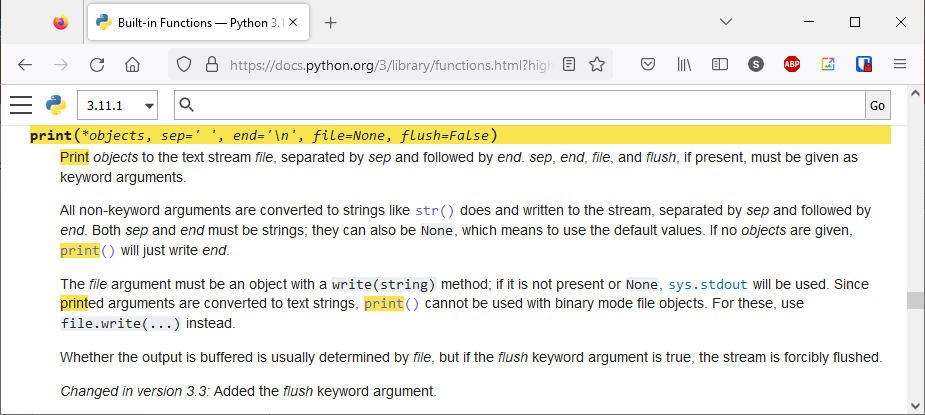 Built-in Functions — Python 3.1
https://docs.python.org/3/library/functions.html?high
S
ABP
3.11.1
Go
print(*objects, sep=' ', end='\n', file=None, flush=False)
Print objects to the text stream file, separated by sep and followed by end. sep, end, file, and flush, if present, must be given as
keyword arguments.
All non-keyword arguments are converted to strings like str() does and written to the stream, separated by sep and followed by
end. Both sep and end must be strings; they can also be None, which means to use the default values. If no objects are given,
print() will just write end.
The file argument must be an object with a write(string) method; if it is not present or None, sys.stdout will be used. Since
printed arguments are converted to text strings, print() cannot be used with binary mode file objects. For these, use
file.write(...) instead.
Whether the output is buffered is usually determined by file, but if the flush keyword argument is true, the stream is forcibly flushed.
Changed in version 3.3: Added the flush keyword argument.